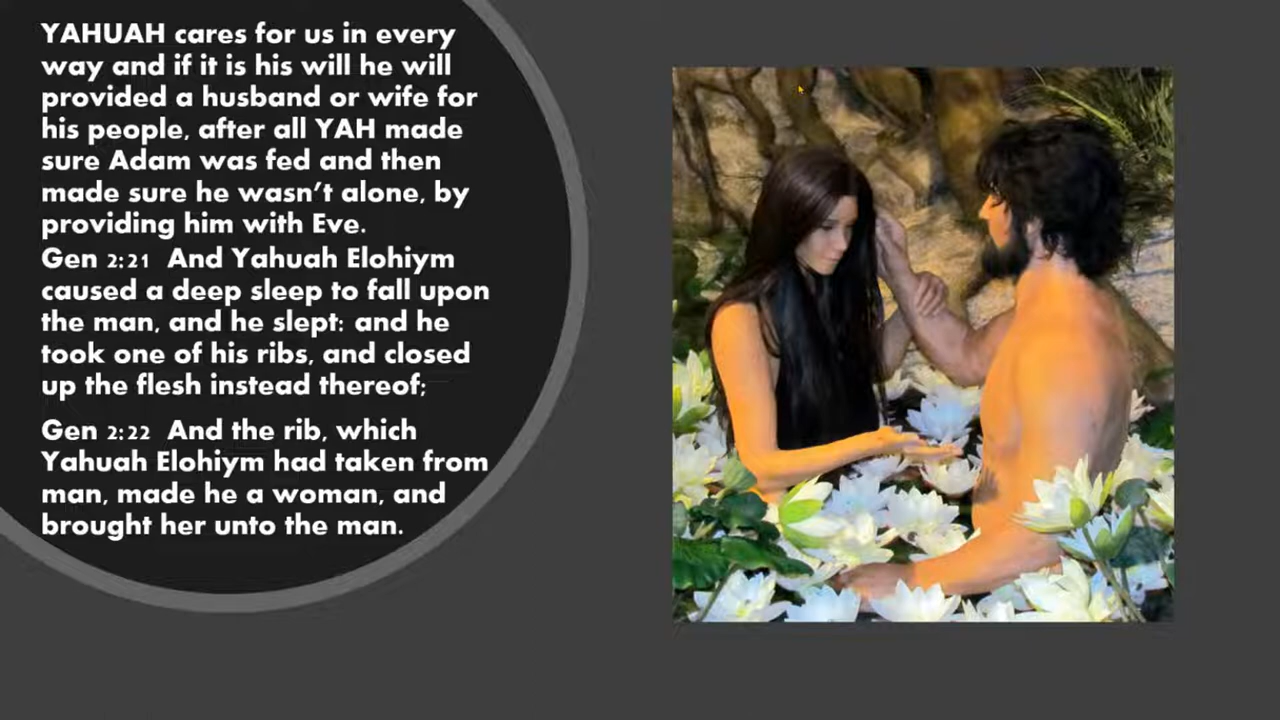 YAHUAH cares for us in every
way and if it is his will he will
provided a husband or wife for
his people, after all YAH made
sure Adam was fed and then
made sure he wasn't alone, by
providing him with Eve.
Gen 2:21  And Yahuah Elohiym
caused a deep sleep to fall upon
the man, and he slept: and he
took one of his ribs, and closed
up the flesh instead thereof;
Gen 2:22  And the rib, which
Yahuah Elohiym had taken from
man, made he a woman, and
brought her unto the man.